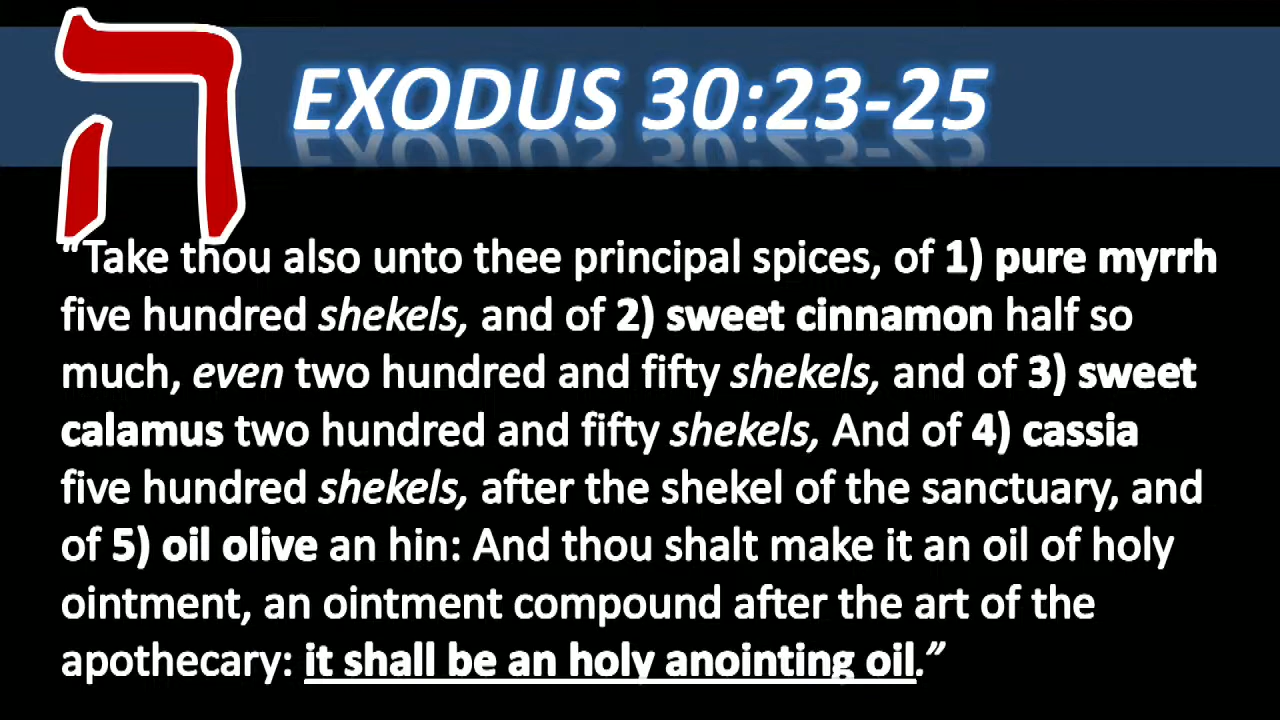 ה
EXODUS 30:23-25
“Take thou also unto thee principal spices, of 1) pure myrrh
five hundred shekels, and of 2) sweet cinnamon half so
much, even two hundred and fifty shekels, and of 3) sweet
calamus two hundred and fifty shekels, And of 4) cassia
five hundred shekels, after the shekel of the sanctuary, and
of 5) oil olive an hin: And thou shalt make it an oil of holy
ointment, an ointment compound after the art of the
apothecary: it shall be an holy anointing oil.”